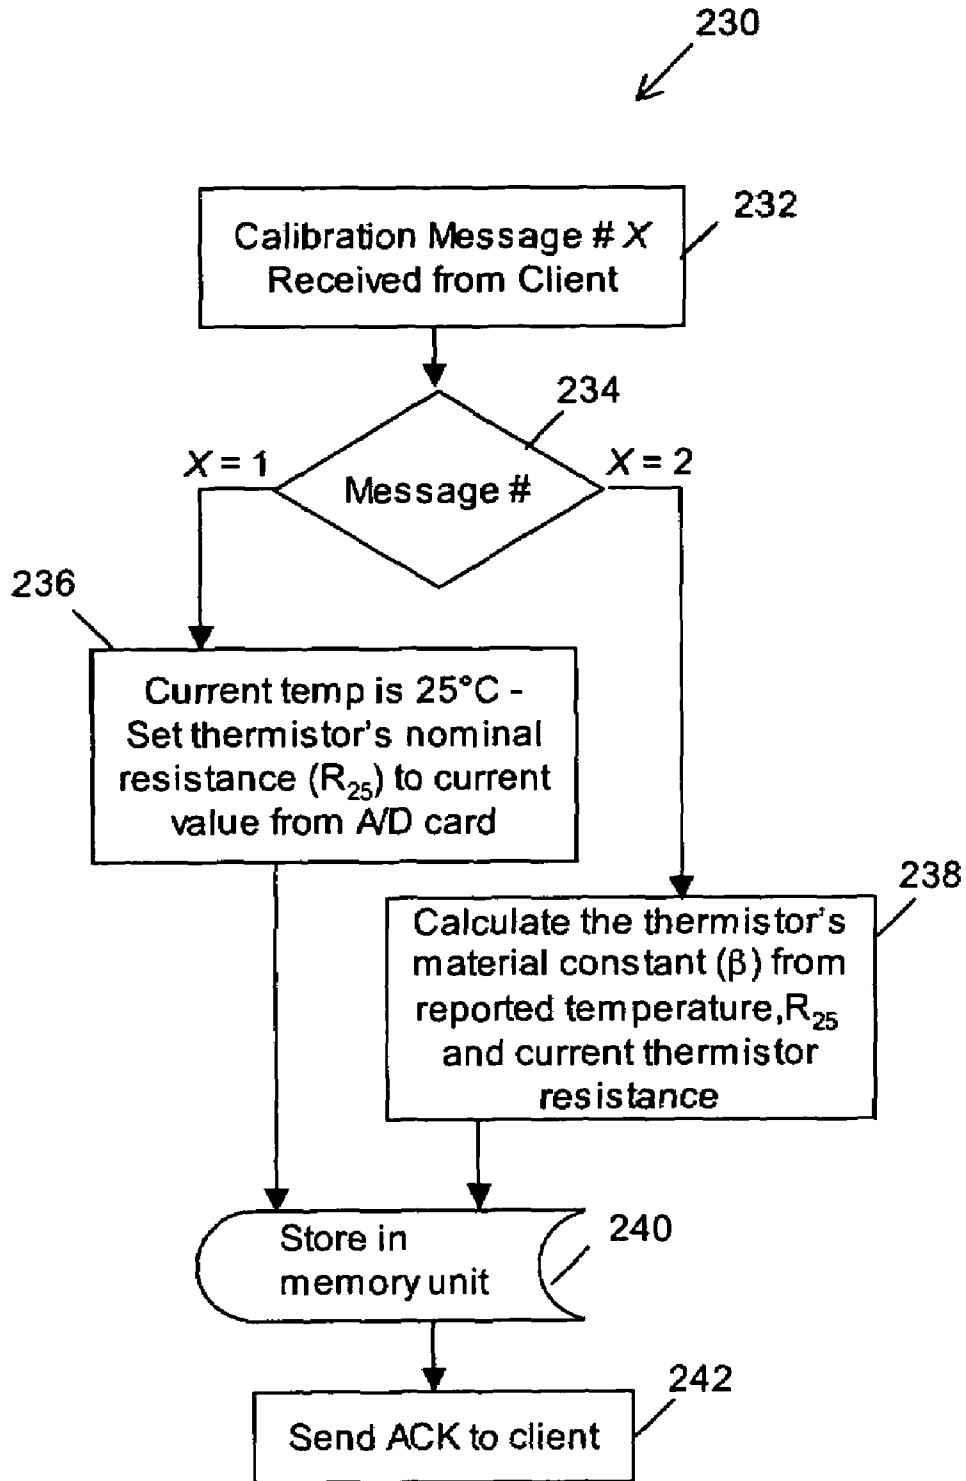 230
232
Calibration Message # X
Received from Client
234
X = 1
X = 2
Message #
236
Current temp is 25°C -
Set thermistor's nominal
resistance (R₂₅) to current
value from A/D card
238
Calculate the thermistor's
material constant (β) from
reported temperature,R₂₅
and current thermistor
resistance
Store in
memory unit
240
242
Send ACK to client